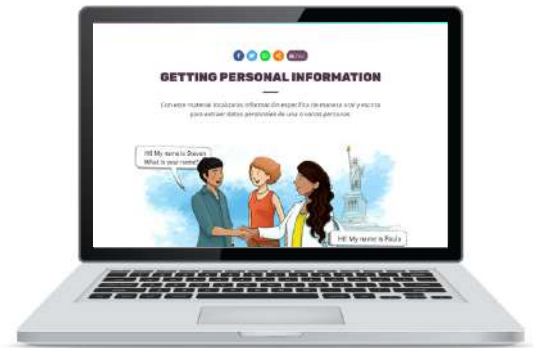 GETTING PERSONAL INFORMATION
Con este material localizarás información específica de manera oral y escrita
para extraer datos personales de una o varias personas
Hi! My name is Steven
What is your name?
Hi! My name is Paula